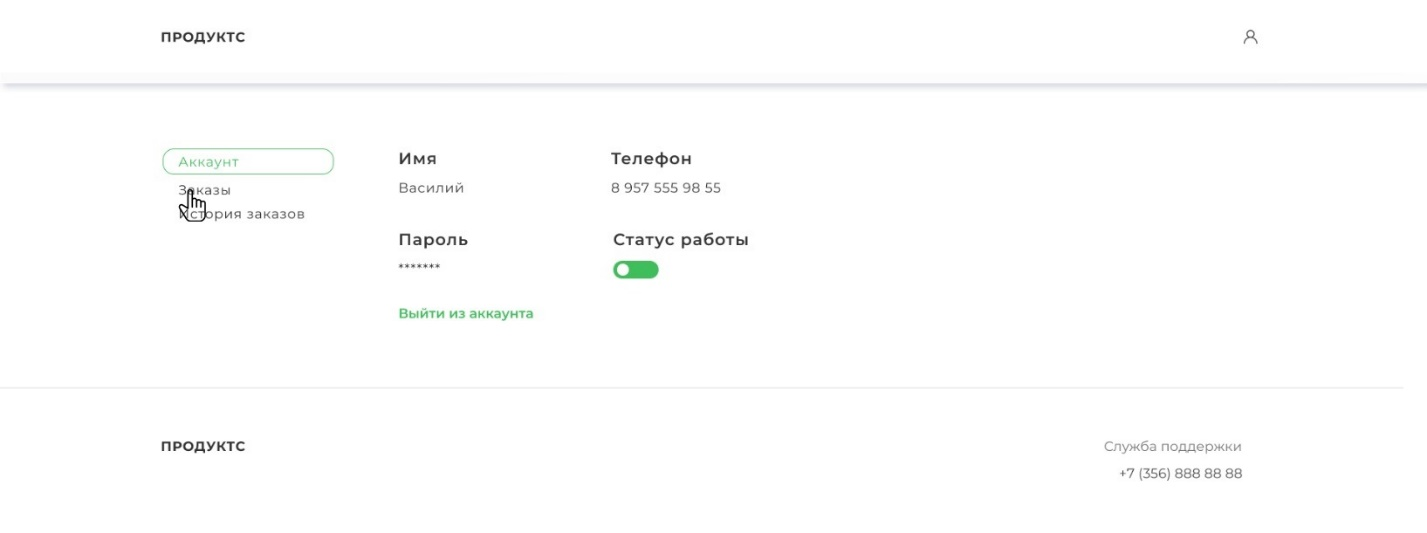 ПРОДУКТС
Аккаунт
Заказы
История заказов
Имя
Василий
Телефон
8 957 555 98 55
Пароль
*******
Статус работы
Выйти из аккаунта
ПРОДУКТС
Служба поддержки
+7 (356) 888 88 88